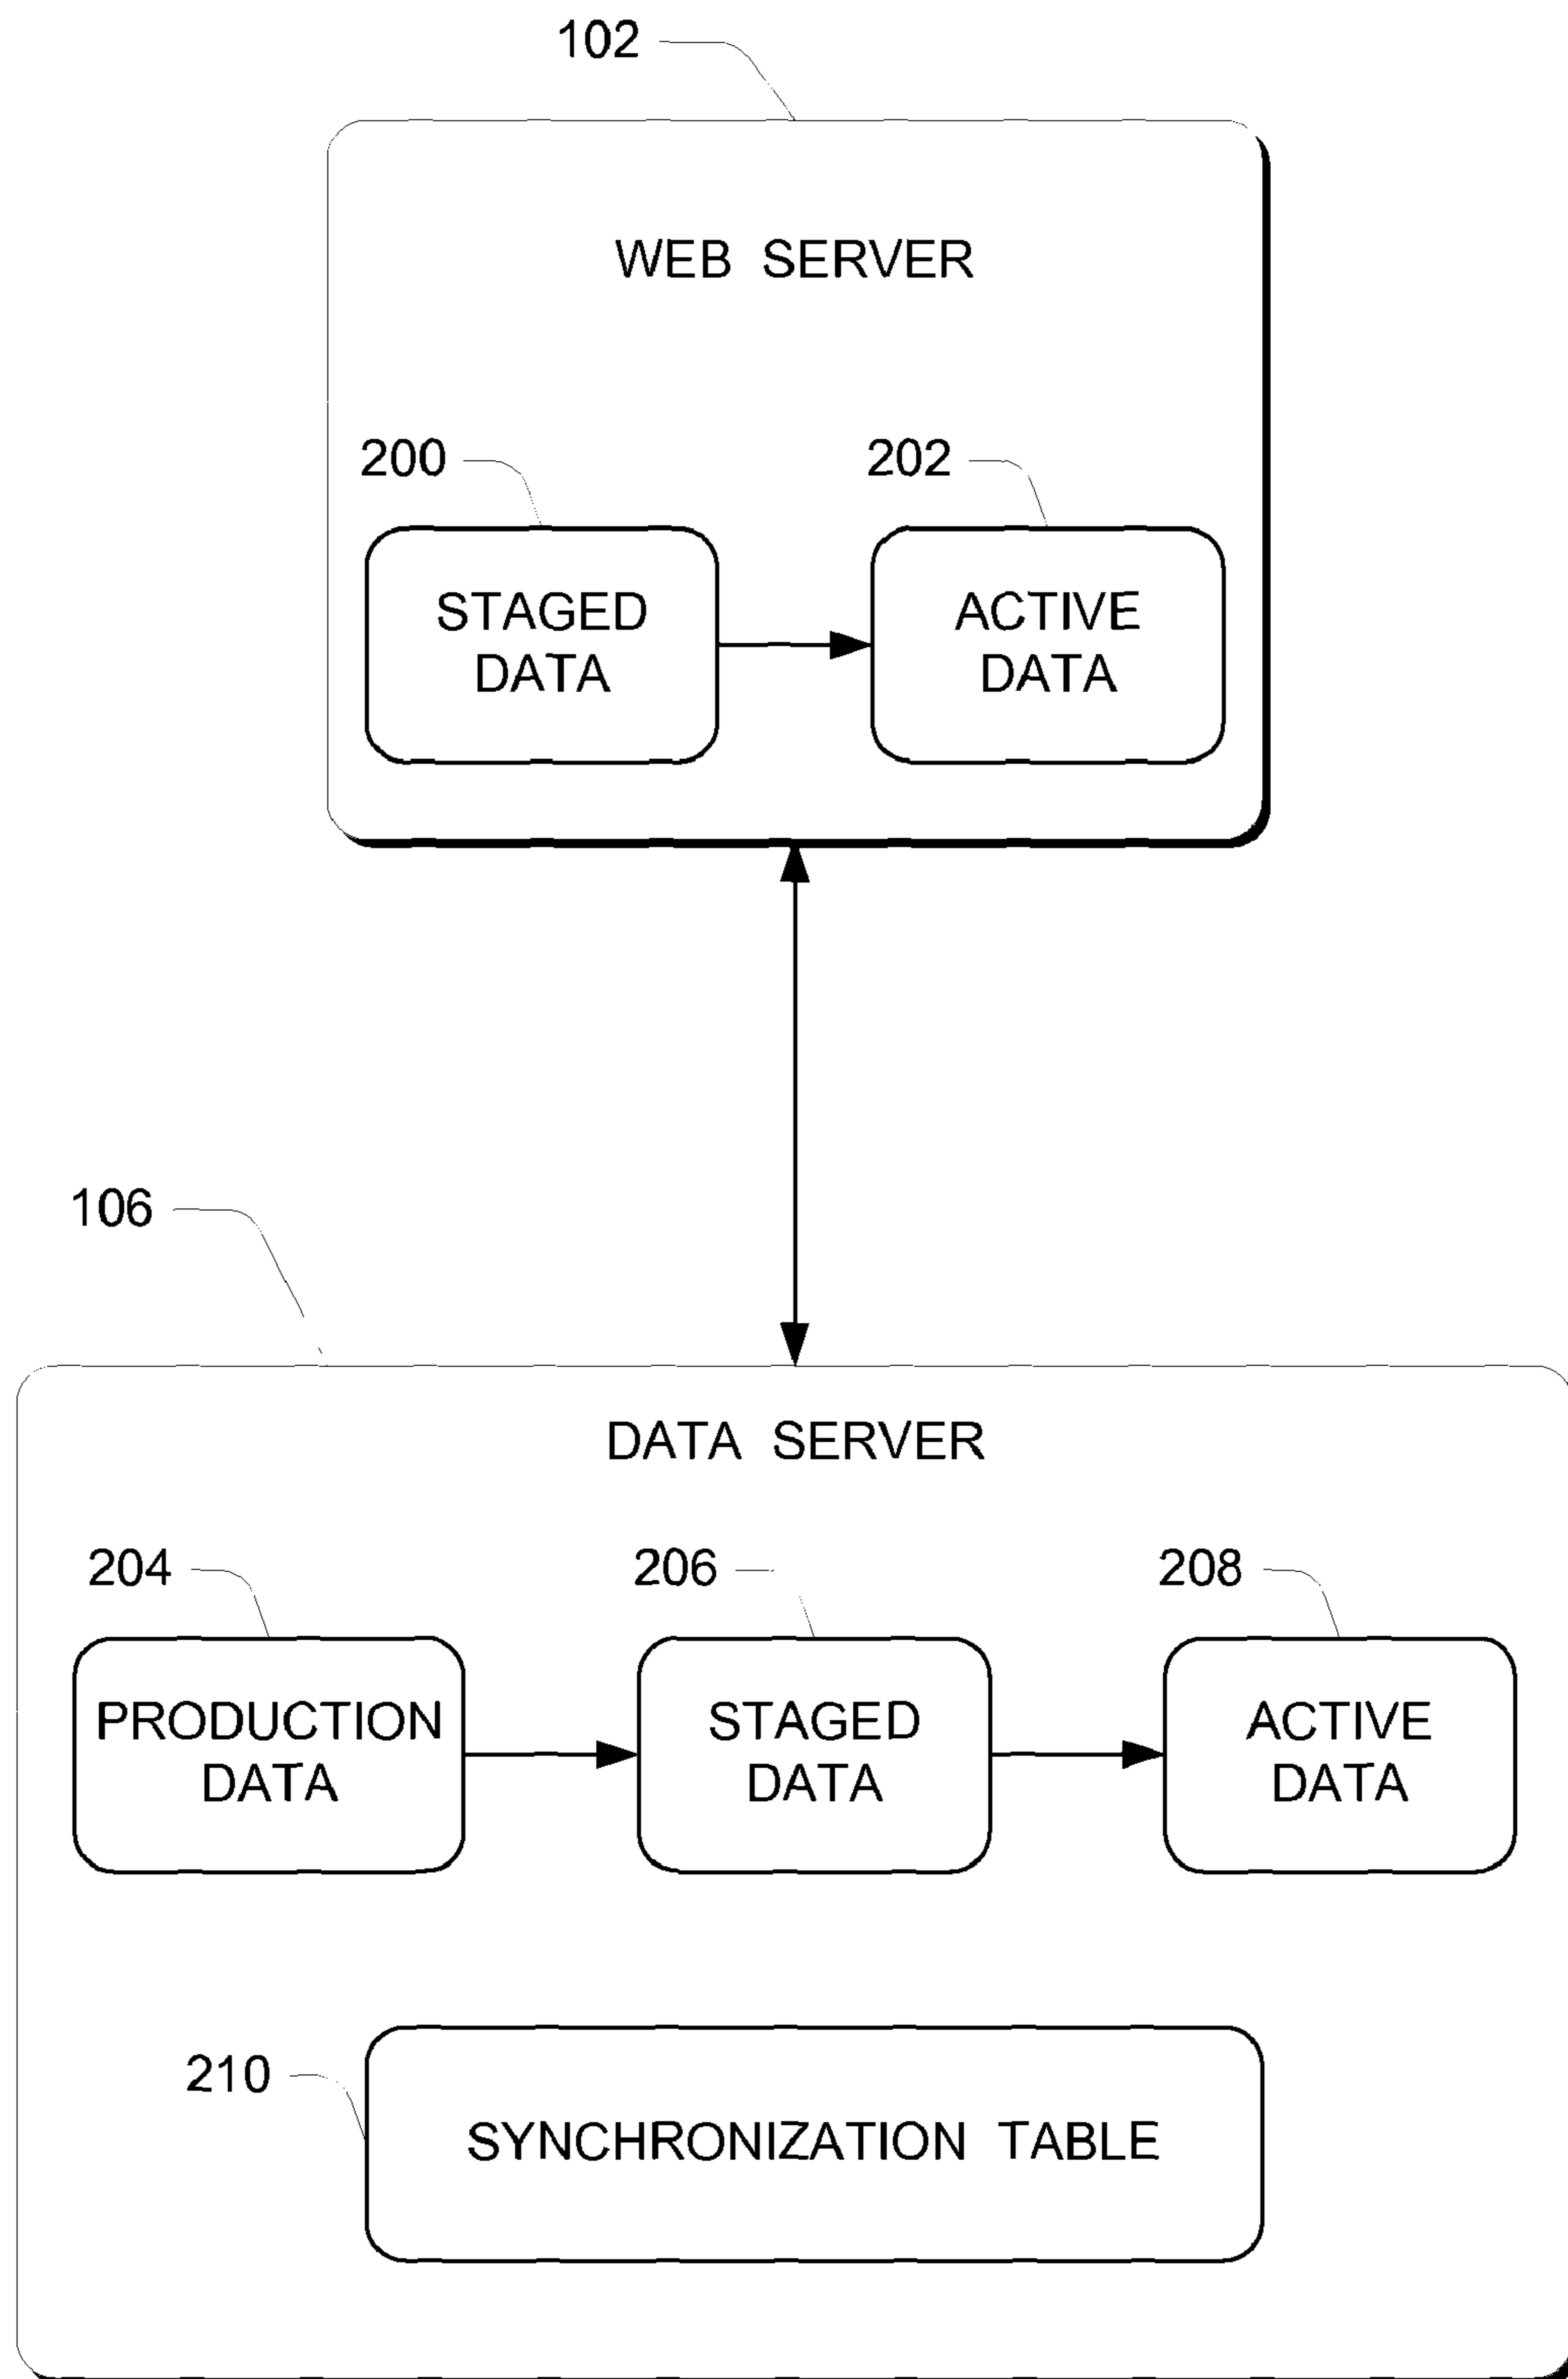 102
WEB SERVER
200
202
STAGED
DATA
ACTIVE
DATA
106
DATA SERVER
204
206
208
PRODUCTION
DATA
STAGED
DATA
ACTIVE
DATA
210
SYNCHRONIZATION TABLE